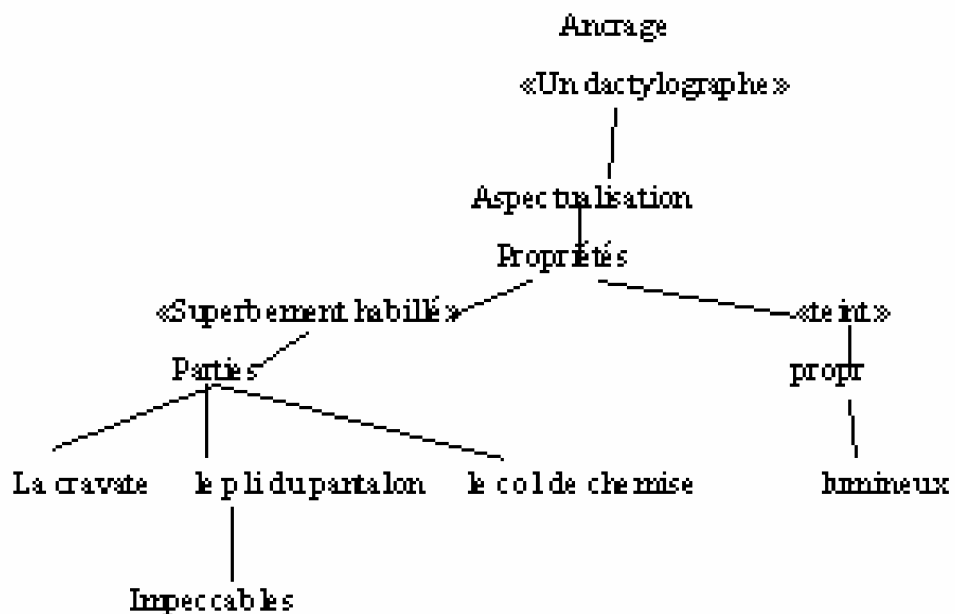 Ancrage
«Un dactylographe»
Aspectualisation
Propriétés
«Superbement habillé» «teint»
Parties propr
La cravate le pli du pantalon le col de chemise lumineux
Impeccables